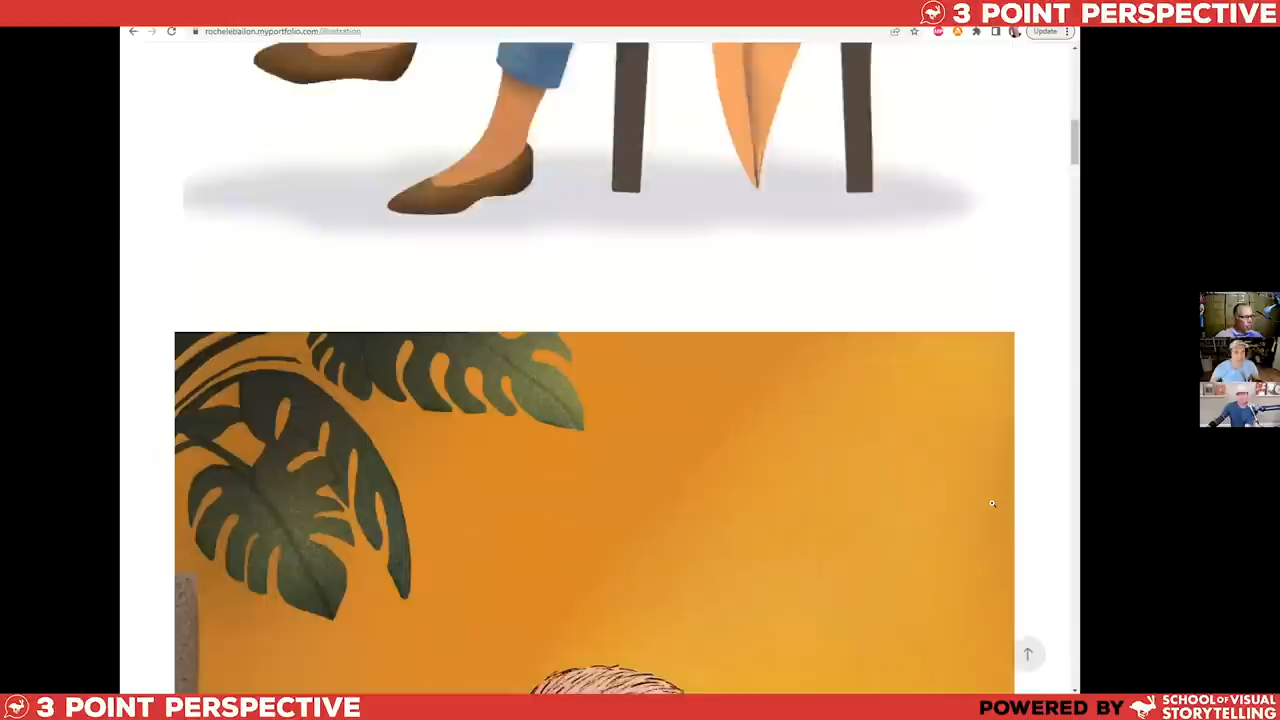 3 POINT PERSPECTIVE
rochelebailon.myportfolio.com/illustration
Update
3 POINT PERSPECTIVE
POWERED BY
SCHOOL OF VISUAL
STORYTELLING